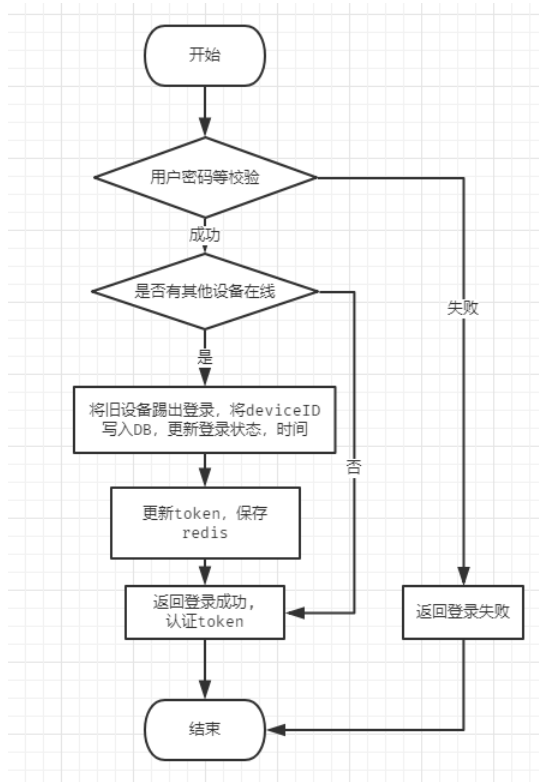 开始
用户密码等校验
成功
是否有其他设备在线
失败
是
将旧设备踢出登录，将deviceID
写入DB，更新登录状态，时间
否
更新token，保存
redis
返回登录成功，
认证token
返回登录失败
结束